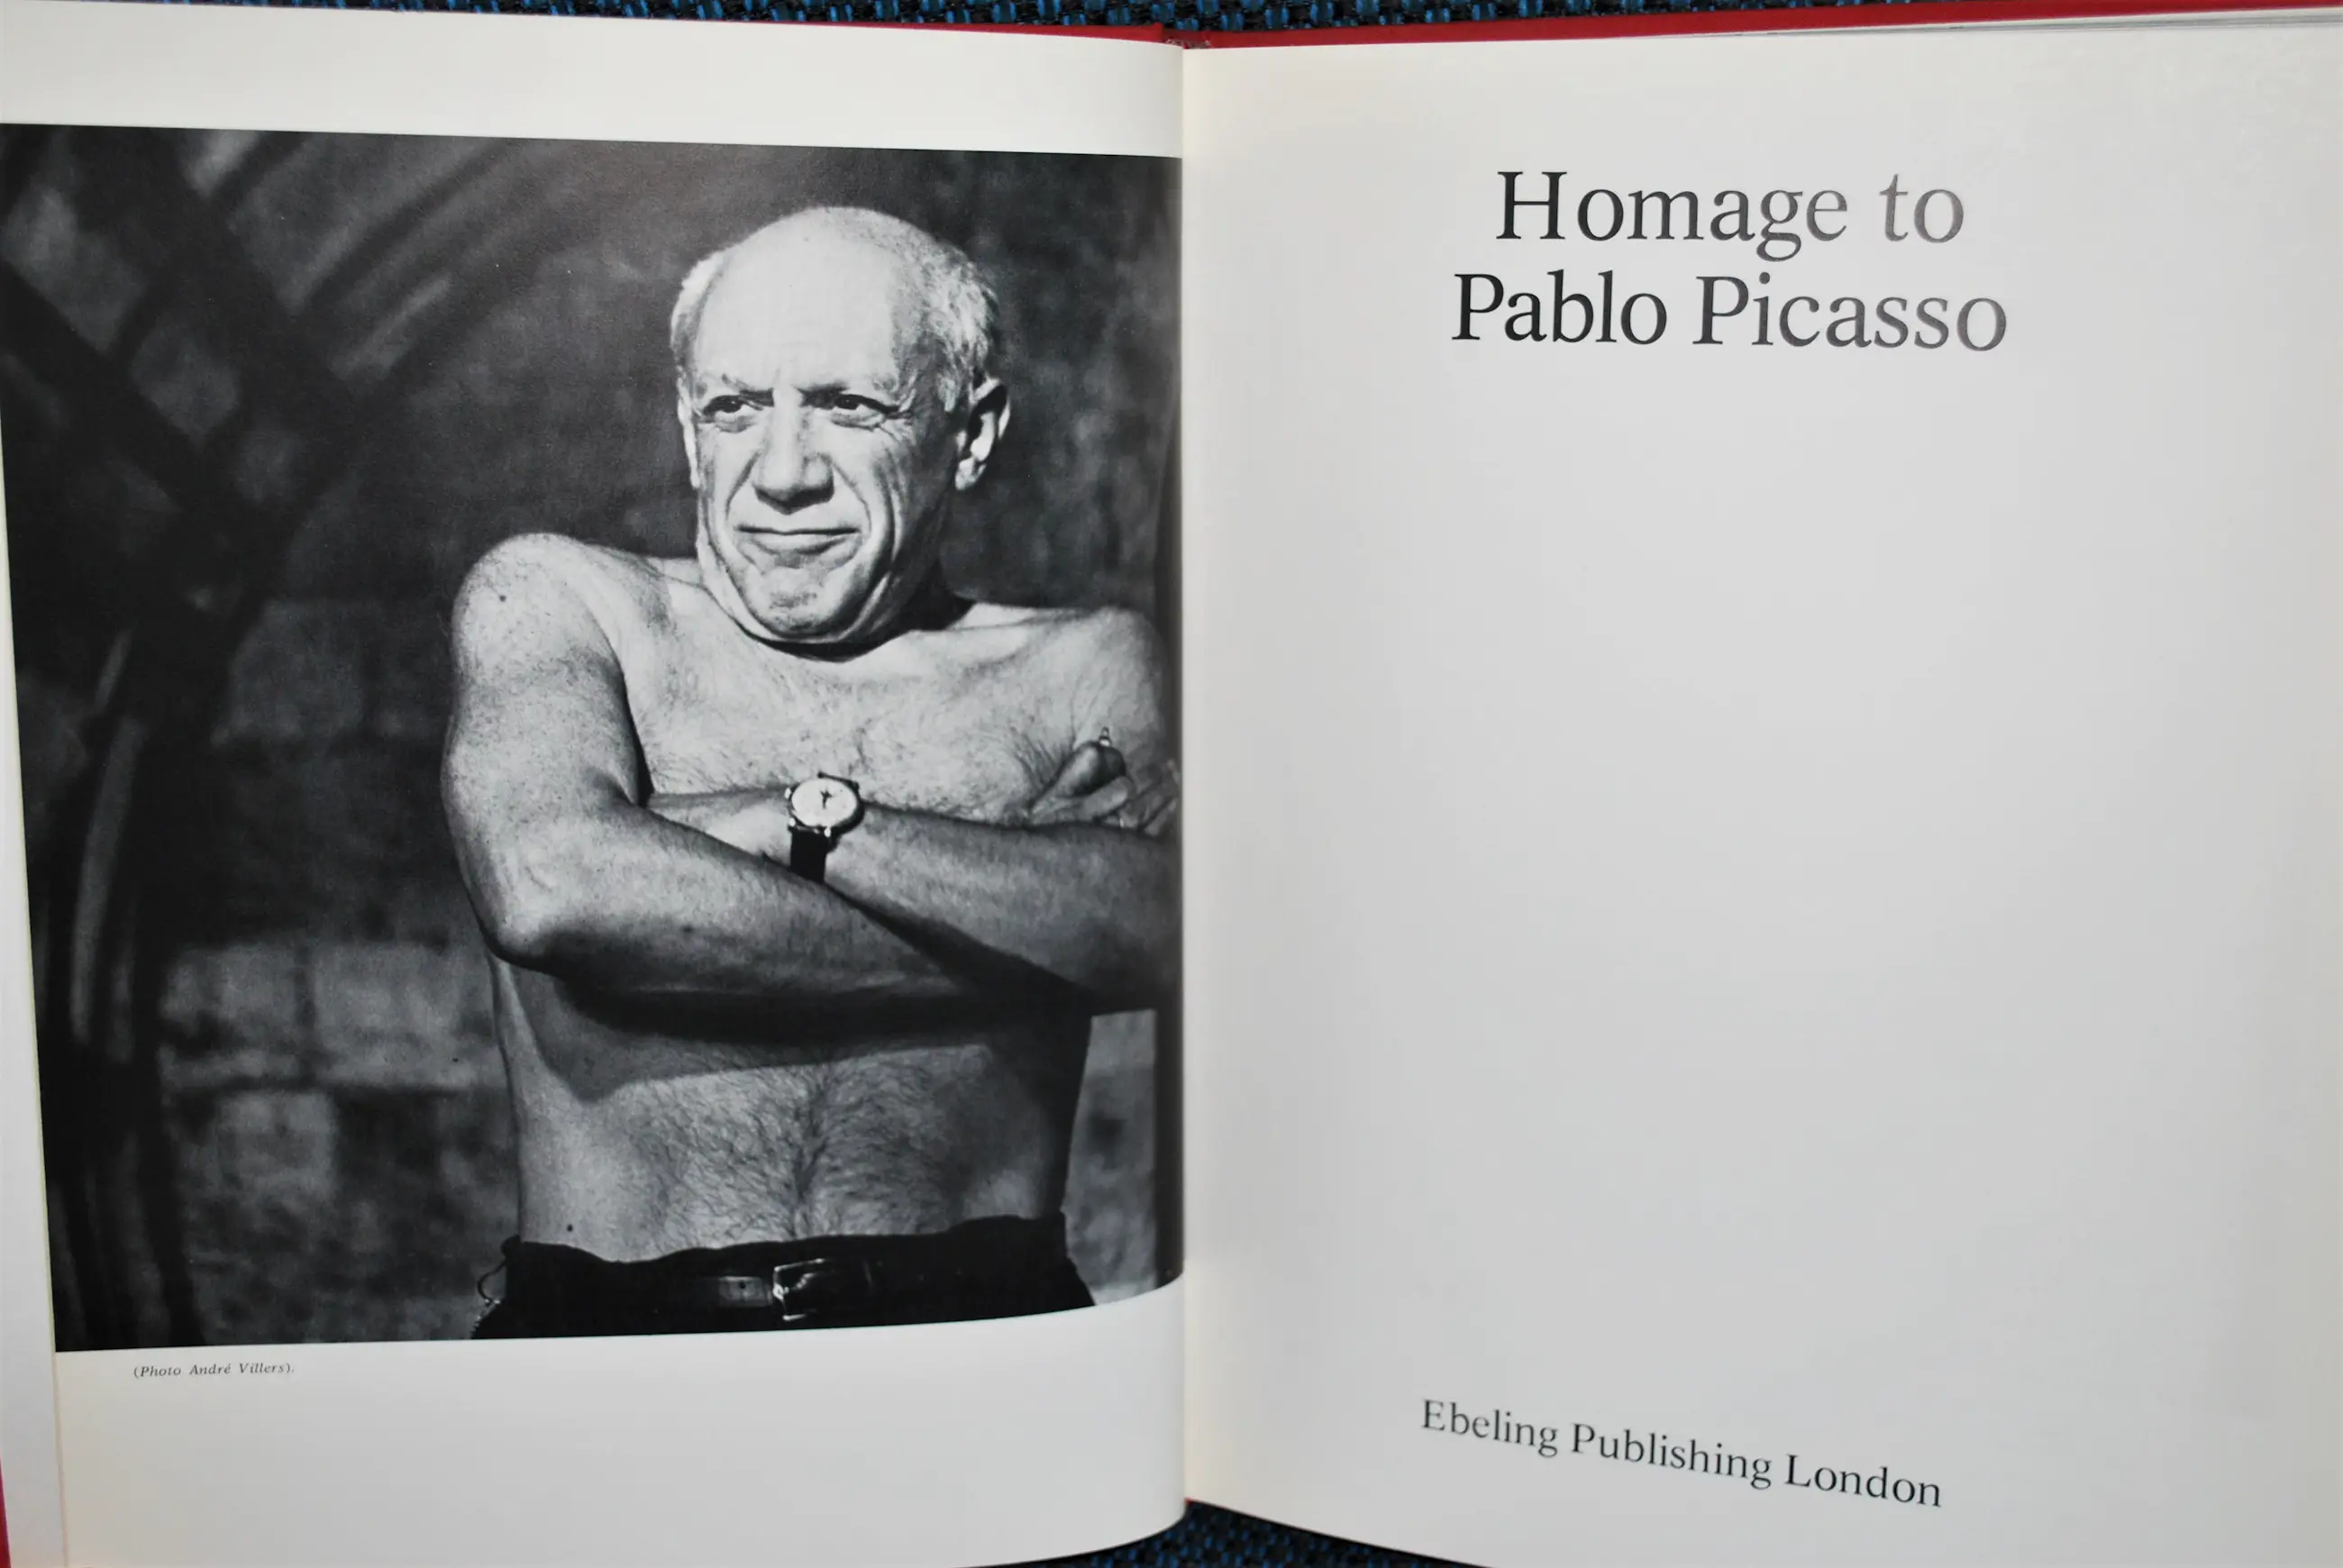 (Photo André Villers).
Homage to
Pablo Picasso
Ebeling Publishing London